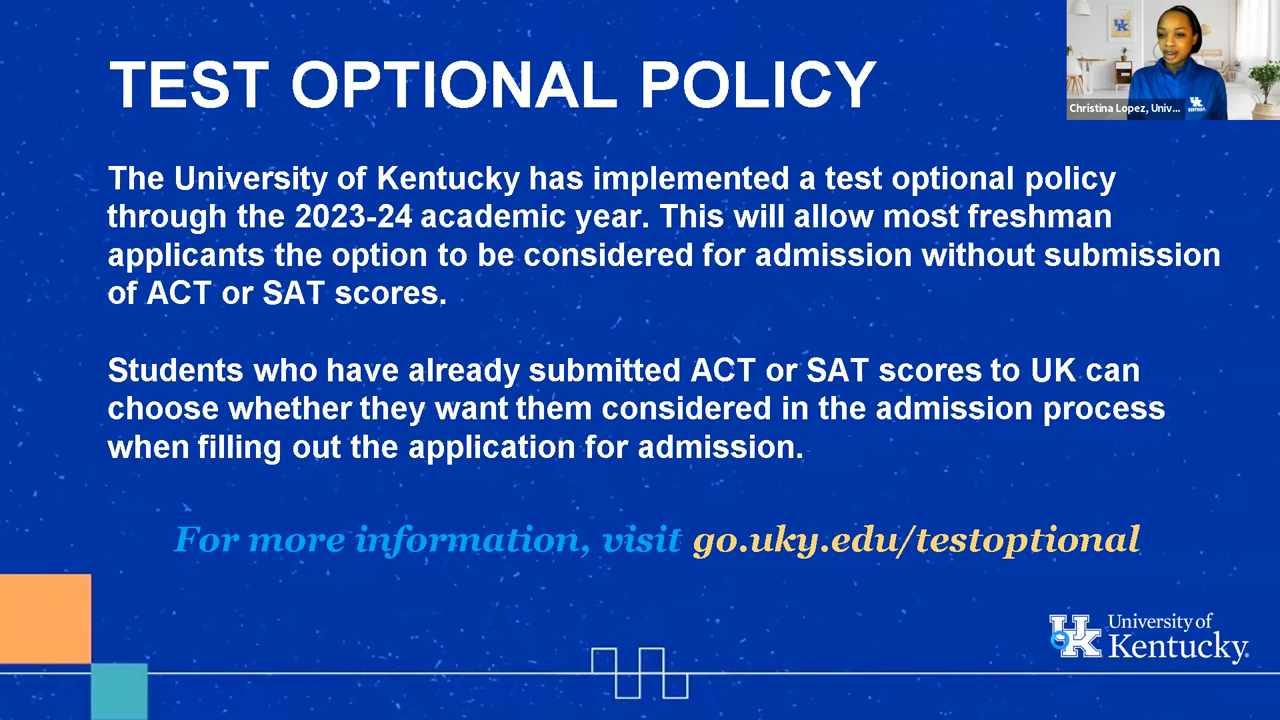 TEST OPTIONAL POLICY
UK
Christina Lopez, Univ...
UK
KENTUCKY
The University of Kentucky has implemented a test optional policy
through the 2023-24 academic year. This will allow most freshman
applicants the option to be considered for admission without submission
of ACT or SAT scores.
Students who have already submitted ACT or SAT scores to UK can
choose whether they want them considered in the admission process
when filling out the application for admission.
For more information, visit go.uky.edu/testoptional
UK
University of
Kentucky®